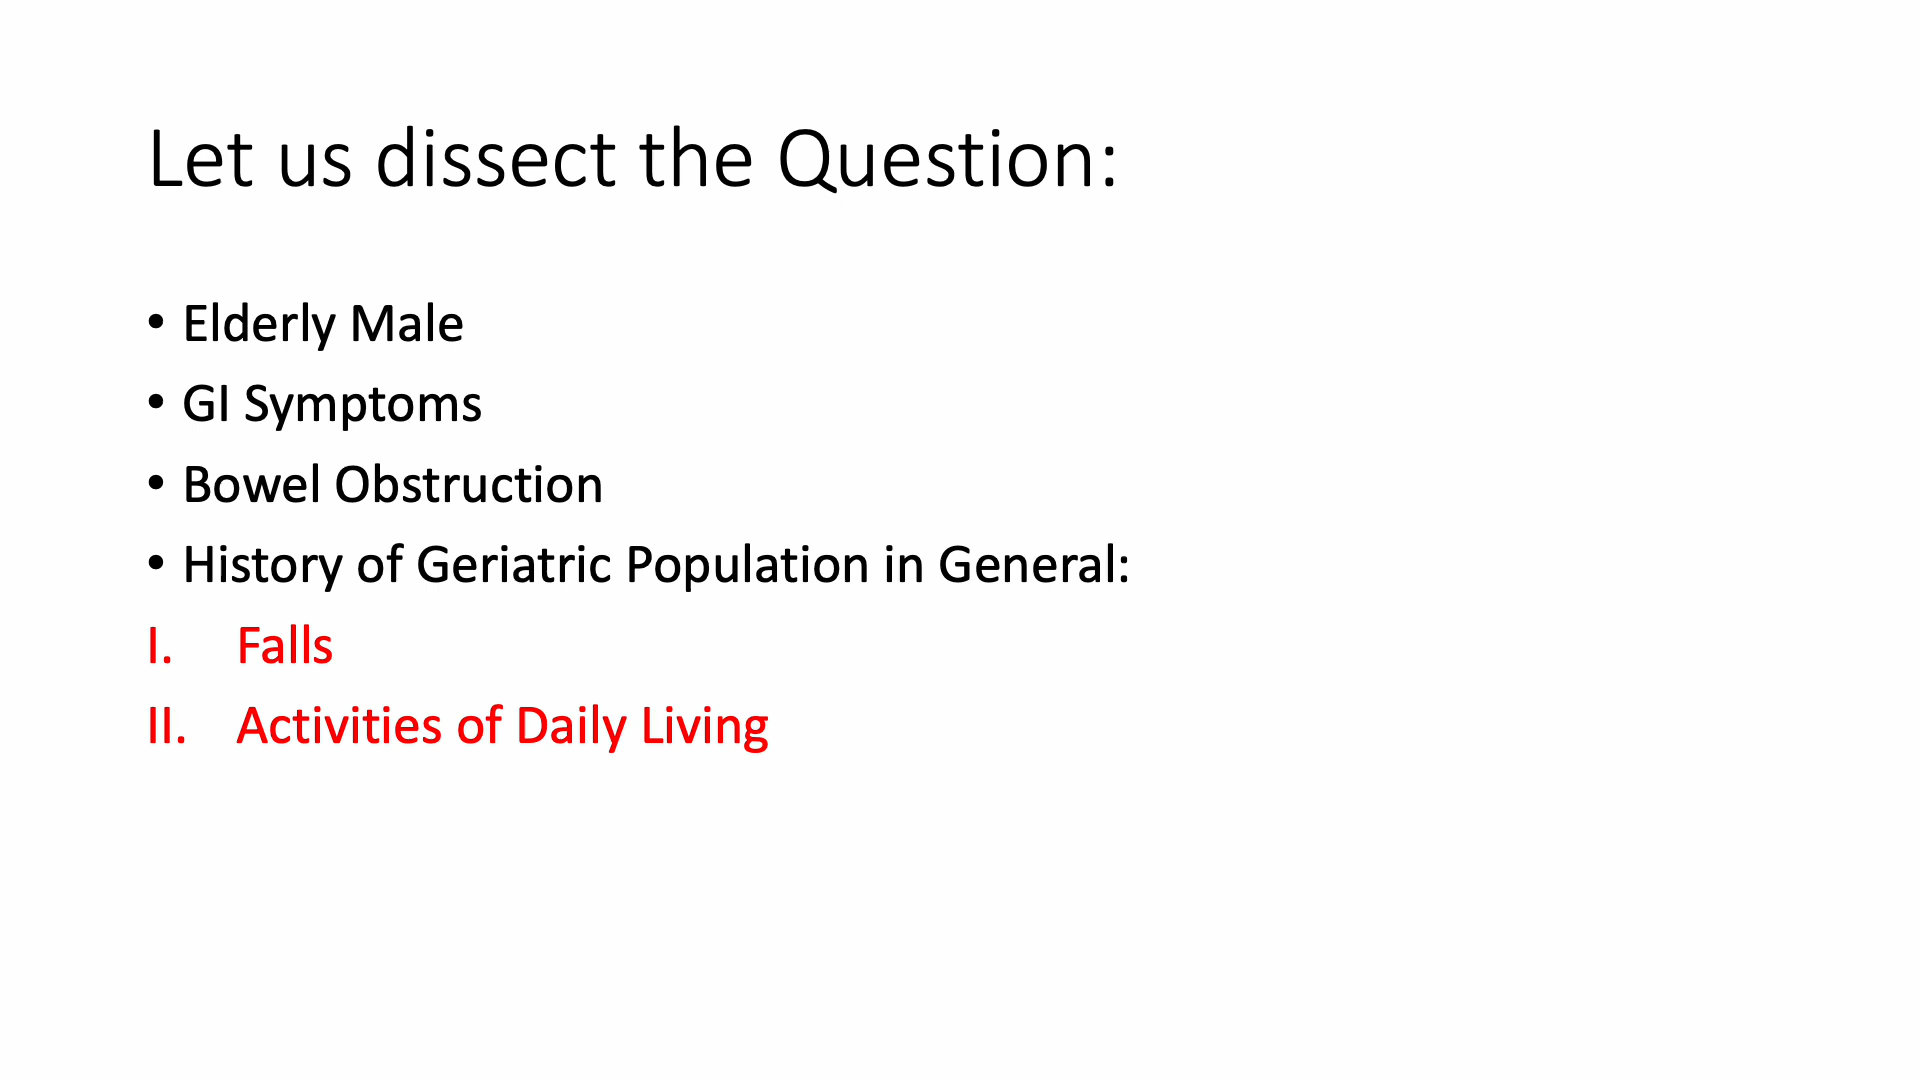 Let us dissect the Question:
• Elderly Male
• GI Symptoms
• Bowel Obstruction
• History of Geriatric Population in General:
I. Falls
II. Activities of Daily Living